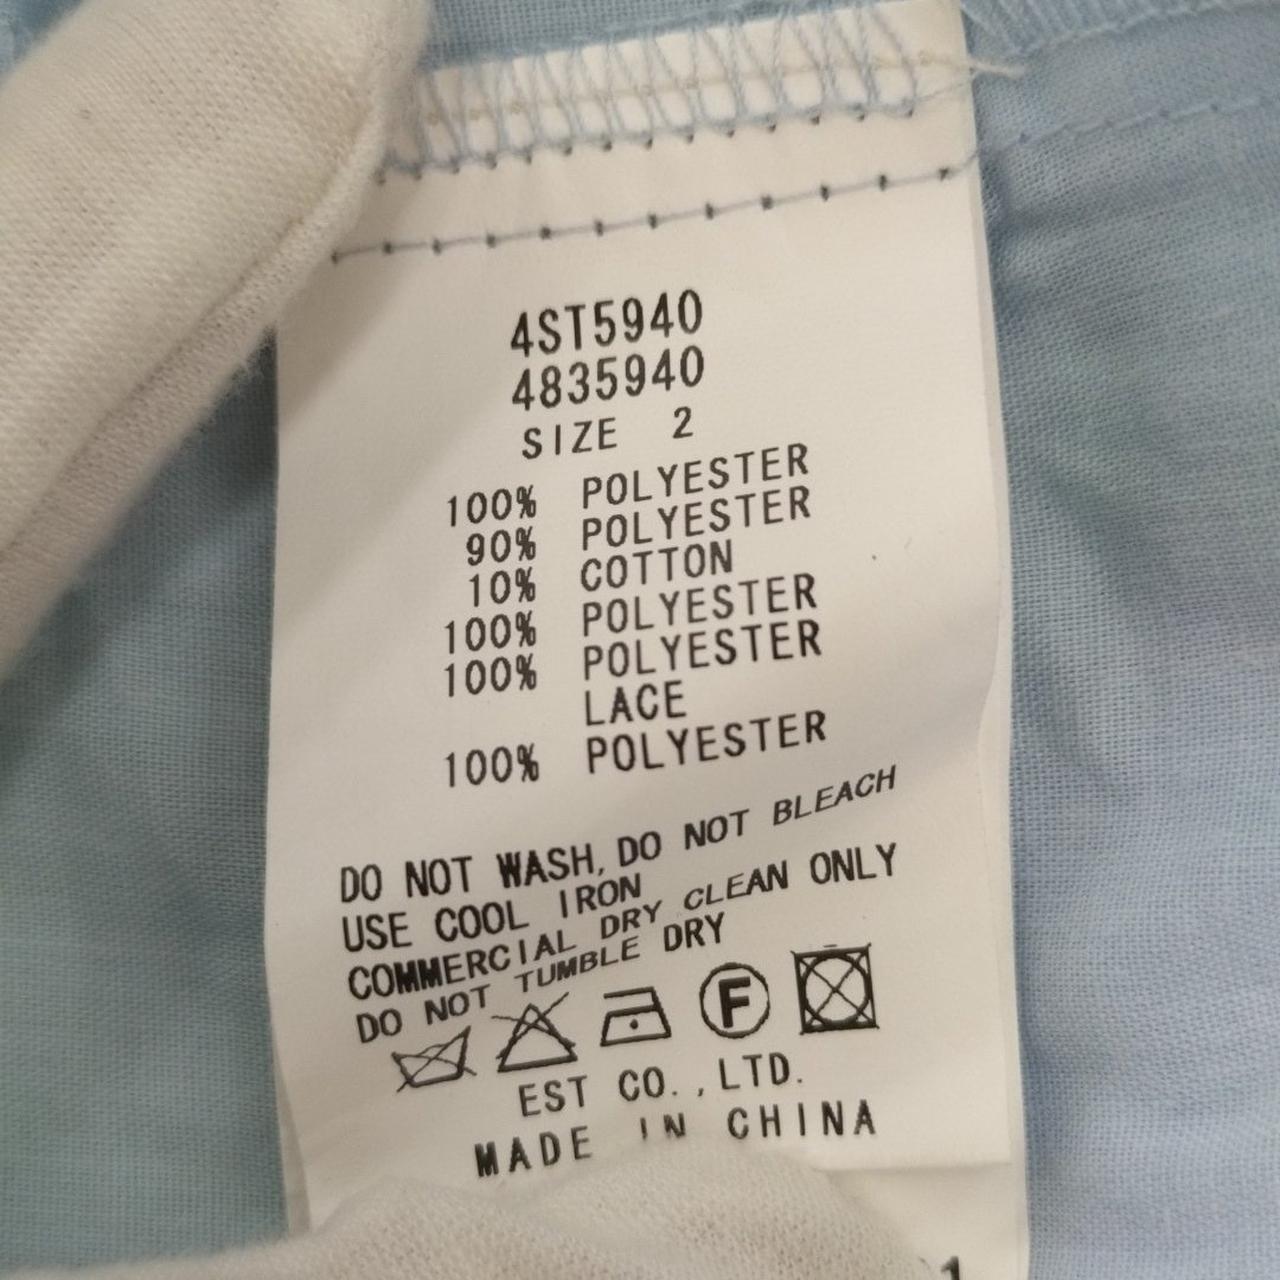 4ST5940
4835940
SIZE 2
100% POLYESTER
90% POLYESTER
10% COTTON
100% POLYESTER
100% POLYESTER
LACE
100% POLYESTER
DO NOT WASH, DO NOT BLEACH
USE COOL IRON
COMMERCIAL DRY CLEAN ONLY
DO NOT TUMBLE DRY
F
EST CO.,LTD.
MADE IN CHINA
1